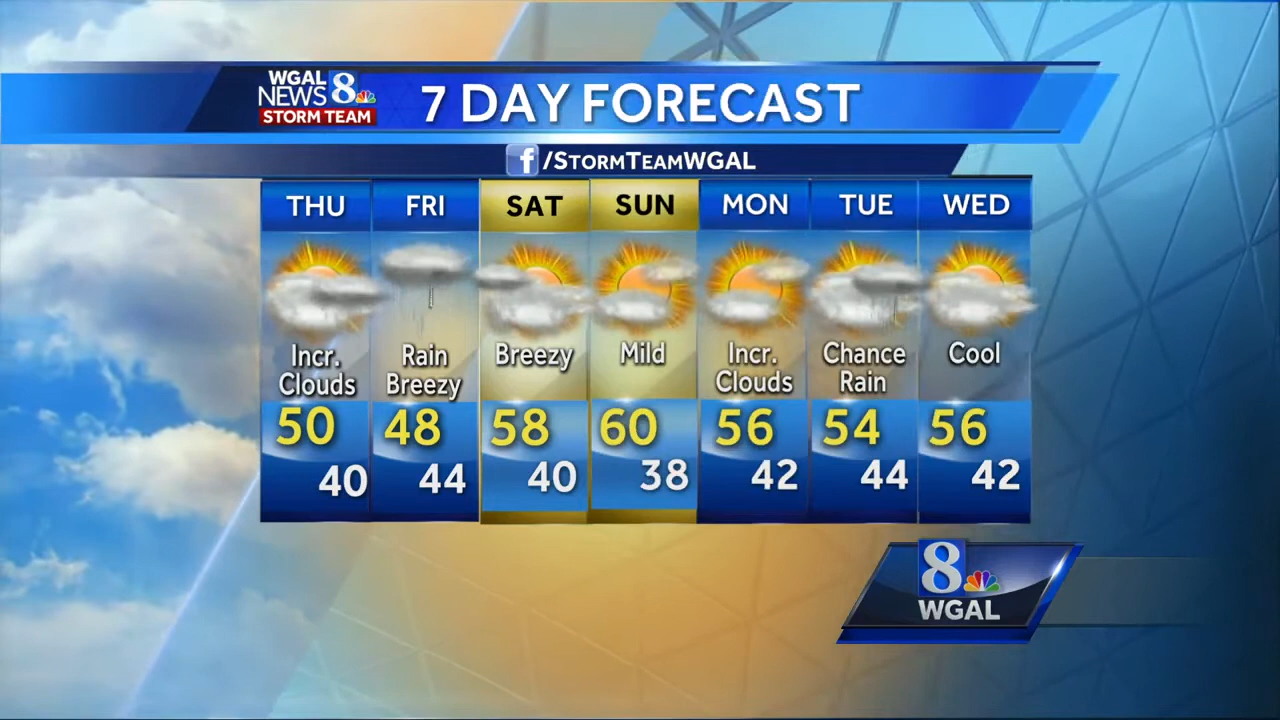 WGAL
NEWS 8
STORM TEAM
7 DAY FORECAST
f /STORMTEAMWGAL
THU FRI SAT SUN MON TUE WED
Incr. Clouds Rain Breezy Breezy Mild Incr. Clouds Chance Rain Cool
50 48 58 60 56 54 56
40 44 40 38 42 44 42
8
WGAL